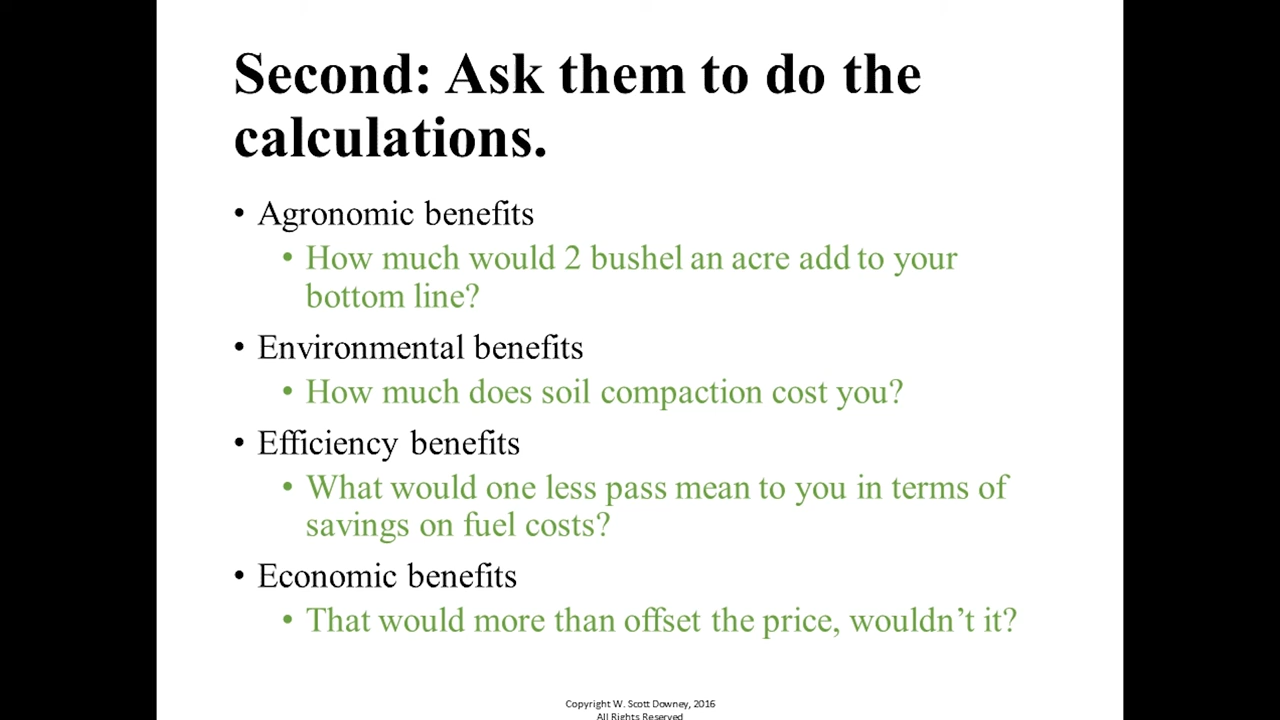 Second: Ask them to do the
calculations.
• Agronomic benefits
• How much would 2 bushel an acre add to your
bottom line?
• Environmental benefits
• How much does soil compaction cost you?
• Efficiency benefits
• What would one less pass mean to you in terms of
savings on fuel costs?
• Economic benefits
• That would more than offset the price, wouldn’t it?
Copyright W. Scott Downey, 2016
All Rights Reserved